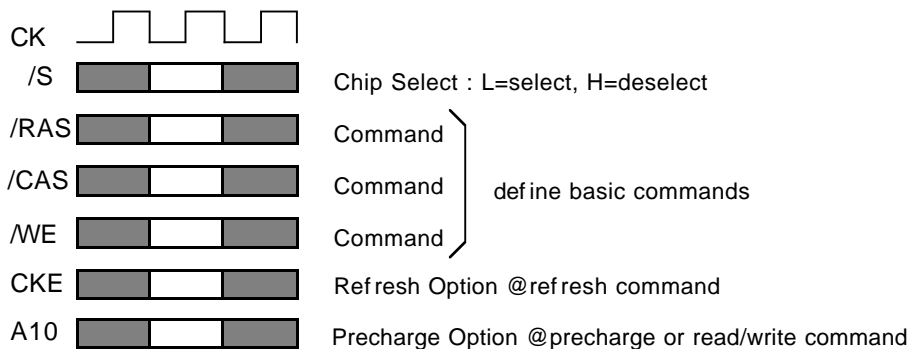 CK
/S Chip Select : L=select, H=deselect
/RAS Command
/CAS Command define basic commands
/WE Command
CKE Refresh Option @refresh command
A10 Precharge Option @precharge or read/write command